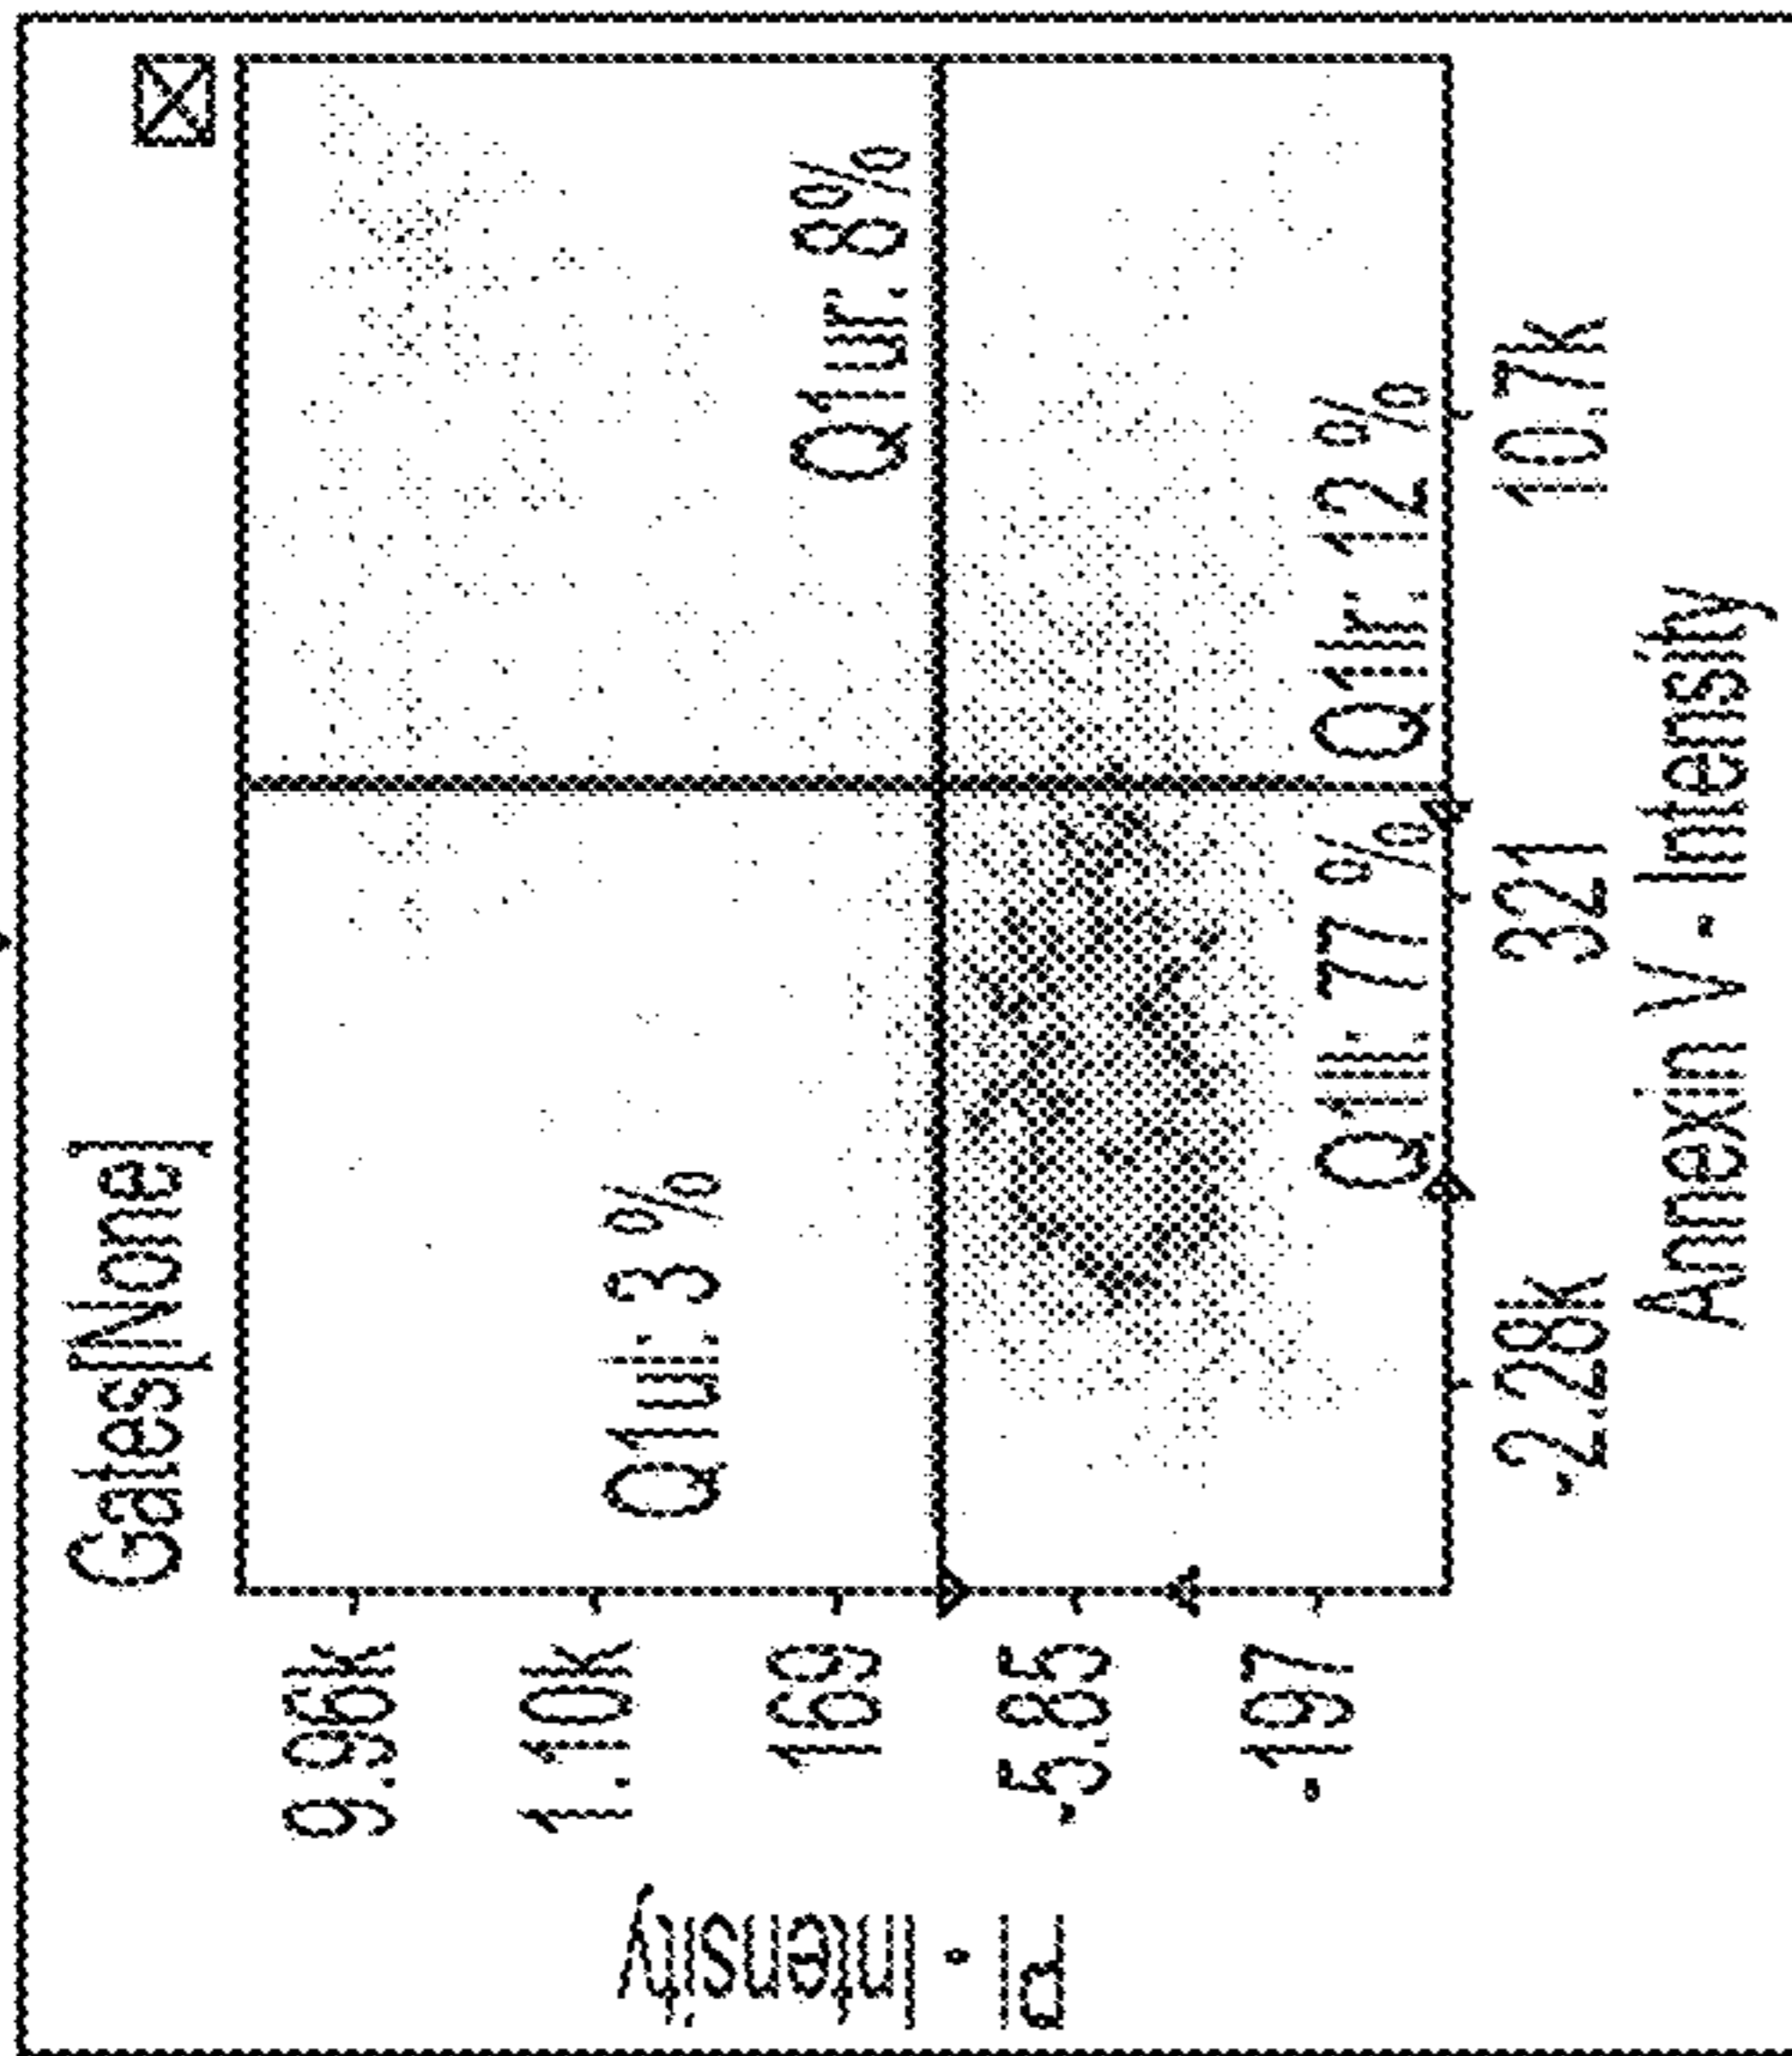 Gates[None]
PI - Intensity
9.96k
1.10k
169
-5.85
-197
Q1ul: 3 %
Q1ur. 8%
Q1ll: 77 %
Q1lr: 12 %
-2.28k
321
10.7k
Annexin V - Intensity